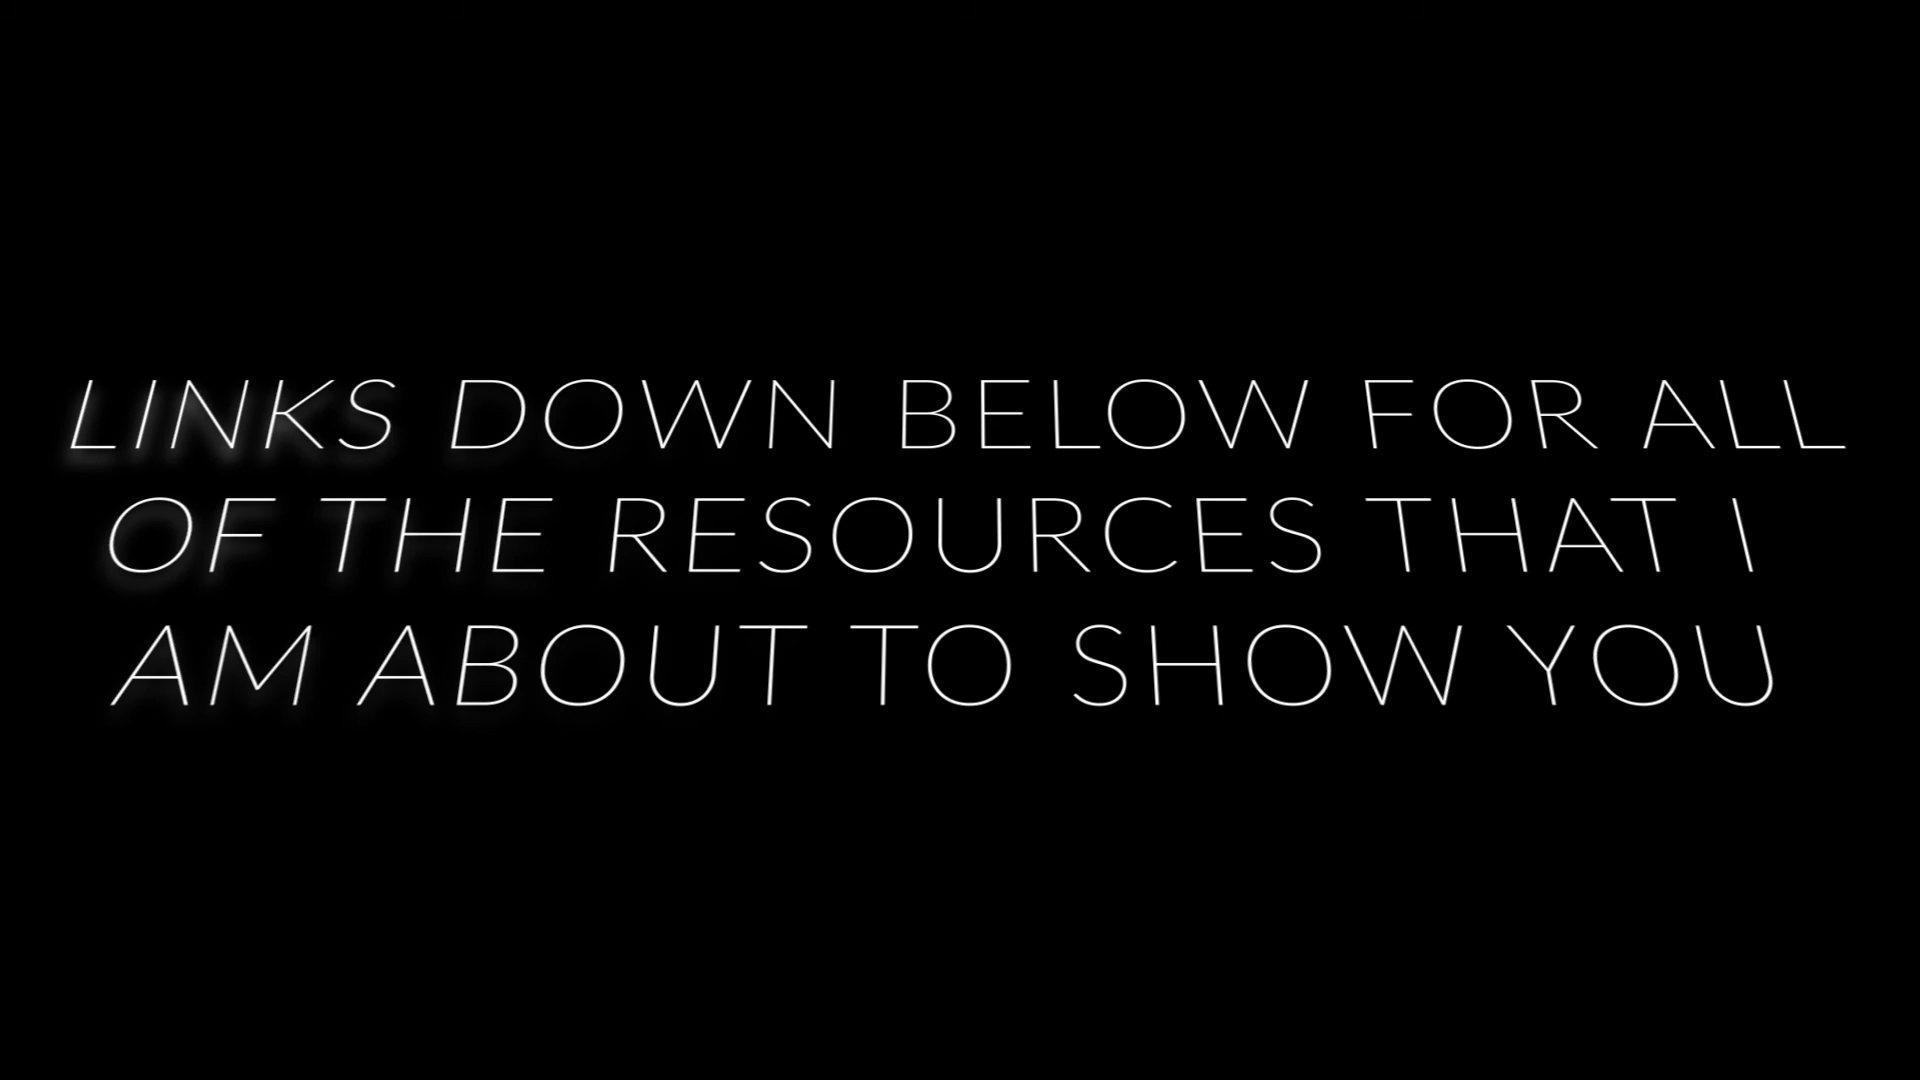 LINKS DOWN BELOW FOR ALL
OF THE RESOURCES THAT I
AM ABOUT TO SHOW YOU